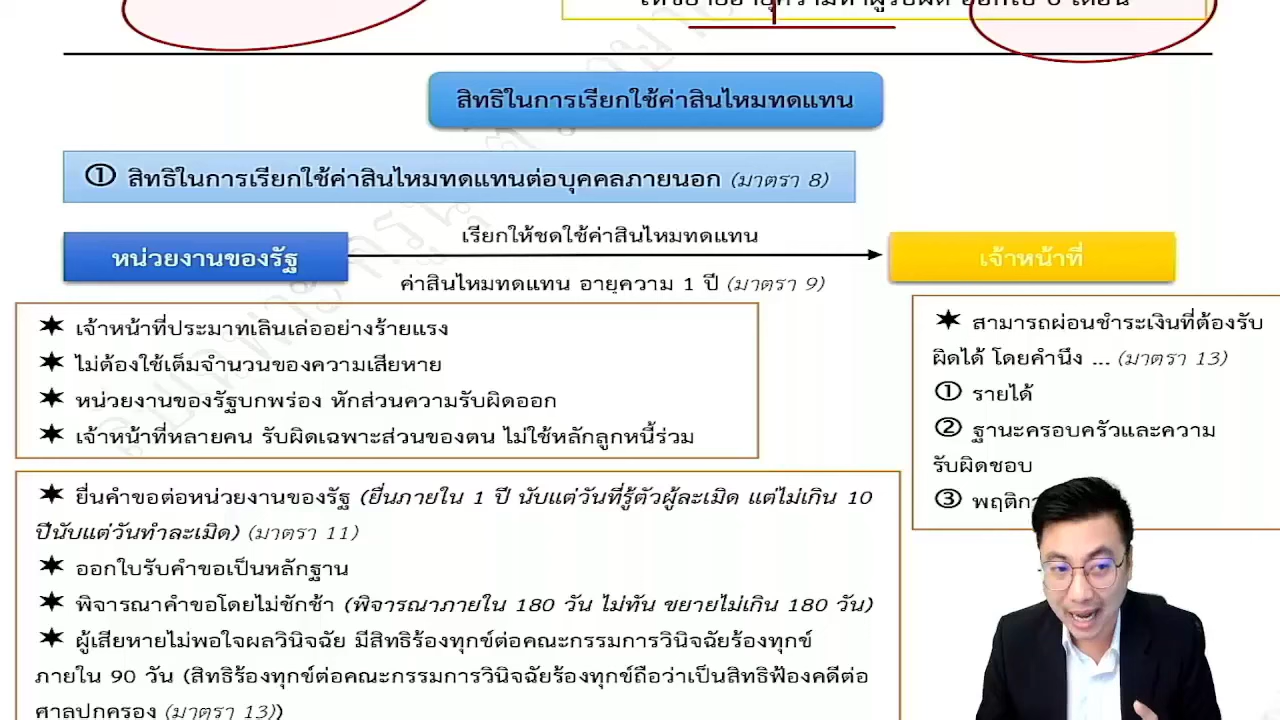 ให้ขยายอายุความหาผู้รับผิด ออกไป 6 เดือน
สิทธิในการเรียกใช้ค่าสินไหมทดแทน
① สิทธิในการเรียกใช้ค่าสินไหมทดแทนต่อบุคคลภายนอก (มาตรา 8)
หน่วยงานของรัฐ
เรียกให้ชดใช้ค่าสินไหมทดแทน
ค่าสินไหมทดแทน อายุความ 1 ปี (มาตรา 9)
เจ้าหน้าที่
✶ เจ้าหน้าที่ประมาทเลินเล่ออย่างร้ายแรง
✶ ไม่ต้องใช้เต็มจำนวนของความเสียหาย
✶ หน่วยงานของรัฐบกพร่อง หักส่วนความรับผิดออก
✶ เจ้าหน้าที่หลายคน รับผิดเฉพาะส่วนของตน ไม่ใช้หลักลูกหนี้ร่วม
✶ สามารถผ่อนชำระเงินที่ต้องรับ
ผิดได้ โดยคำนึง ... (มาตรา 13)
① รายได้
② ฐานะครอบครัวและความ
รับผิดชอบ
③
✶ ยื่นคำขอต่อหน่วยงานของรัฐ (ยื่นภายใน 1 ปี นับแต่วันที่รู้ตัวผู้ละเมิด แต่ไม่เกิน 10
ปีนับแต่วันทำละเมิด) (มาตรา 11)
✶ ออกใบรับคำขอเป็นหลักฐาน
✶ พิจารณาคำขอโดยไม่ชักช้า (พิจารณาภายใน 180 วัน ไม่ทัน ขยายไม่เกิน 180 วัน)
✶ ผู้เสียหายไม่พอใจผลวินิจฉัย มีสิทธิร้องทุกข์ต่อคณะกรรมการวินิจฉัยร้องทุกข์
ภายใน 90 วัน (สิทธิร้องทุกข์ต่อคณะกรรมการวินิจฉัยร้องทุกข์ถือว่าเป็นสิทธิฟ้องคดีต่อ
ศาลปกครอง (มาตรา 13))